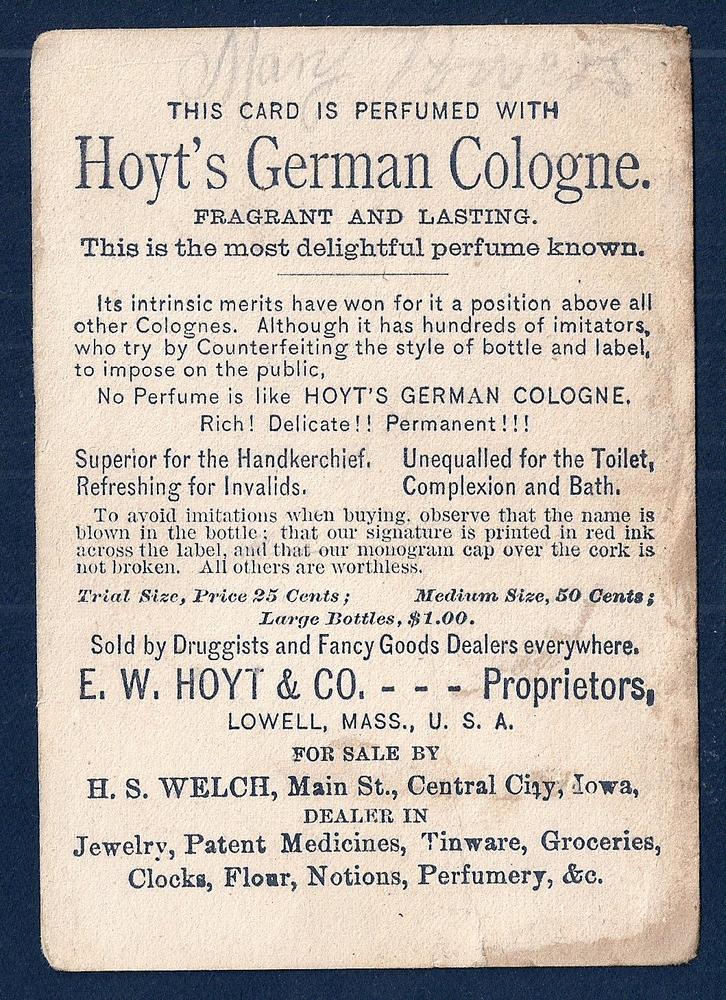 Mary
THIS CARD IS PERFUMED WITH
Hoyt's German Cologne.
FRAGRANT AND LASTING.
This is the most delightful perfume known.
Its intrinsic merits have won for it a position above all
other Colognes. Although it has hundreds of imitators,
who try by Counterfeiting the style of bottle and label,
to impose on the public,
No Perfume is like HOYT'S GERMAN COLOGNE.
Rich! Delicate!! Permanent!!!
Superior for the Handkerchief. Unequalled for the Toilet,
Refreshing for Invalids. Complexion and Bath.
To avoid imitations when buying, observe that the name is
blown in the bottle; that our signature is printed in red ink
across the label, and that our monogram cap over the cork is
not broken. All others are worthless.
Trial Size, Price 25 Cents; Medium Size, 50 Cents;
Large Bottles, $1.00.
Sold by Druggists and Fancy Goods Dealers everywhere.
E. W. HOYT & CO. - - - Proprietors,
LOWELL, MASS., U. S. A.
FOR SALE BY
H. S. WELCH, Main St., Central City, Iowa,
DEALER IN
Jewelry, Patent Medicines, Tinware, Groceries,
Clocks, Flour, Notions, Perfumery, &c.